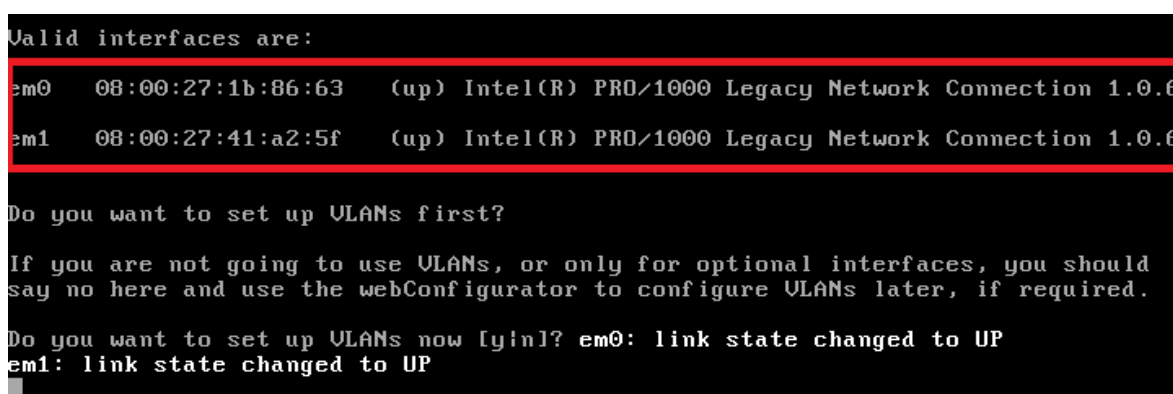 Valid interfaces are:
em0 08:00:27:1b:86:63 (up) Intel(R) PRO/1000 Legacy Network Connection 1.0.6
em1 08:00:27:41:a2:5f (up) Intel(R) PRO/1000 Legacy Network Connection 1.0.6
Do you want to set up VLANs first?
If you are not going to use VLANs, or only for optional interfaces, you should
say no here and use the webConfigurator to configure VLANs later, if required.
Do you want to set up VLANs now [y|n]? em0: link state changed to UP
em1: link state changed to UP